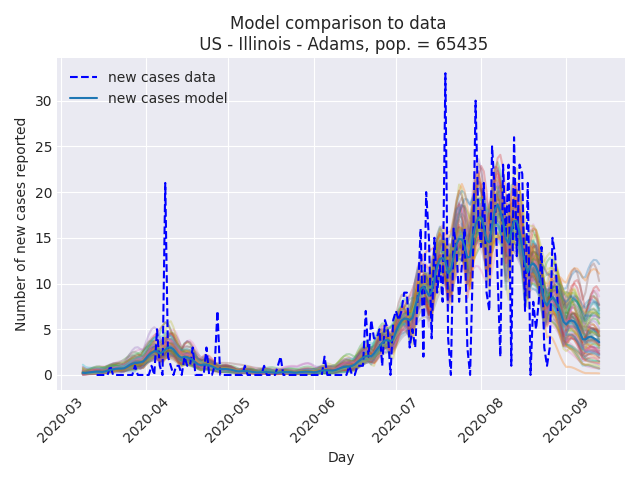 Model comparison to data
US - Illinois - Adams, pop. = 65435
new cases data
new cases model
Number of new cases reported
30
25
20
15
10
5
0
2020-03
2020-04
2020-05
2020-06
2020-07
2020-08
2020-09
Day